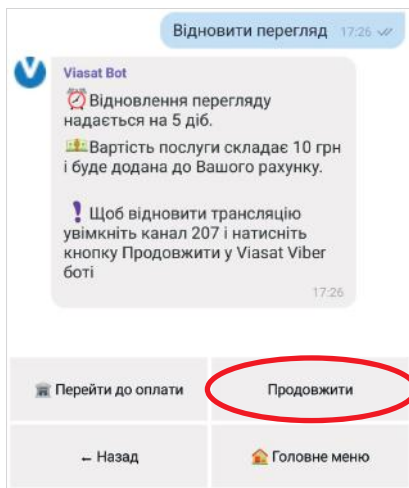 Відновити перегляд 17:26
Viasat Bot
Відновлення перегляду
надається на 5 діб.
Вартість послуги складає 10 грн
і буде додана до Вашого рахунку.
Щоб відновити трансляцію
увімкніть канал 207 і натисніть
кнопку Продовжити у Viasat Viber
боті
17:26
Перейти до оплати
Продовжити
← Назад
Головне меню